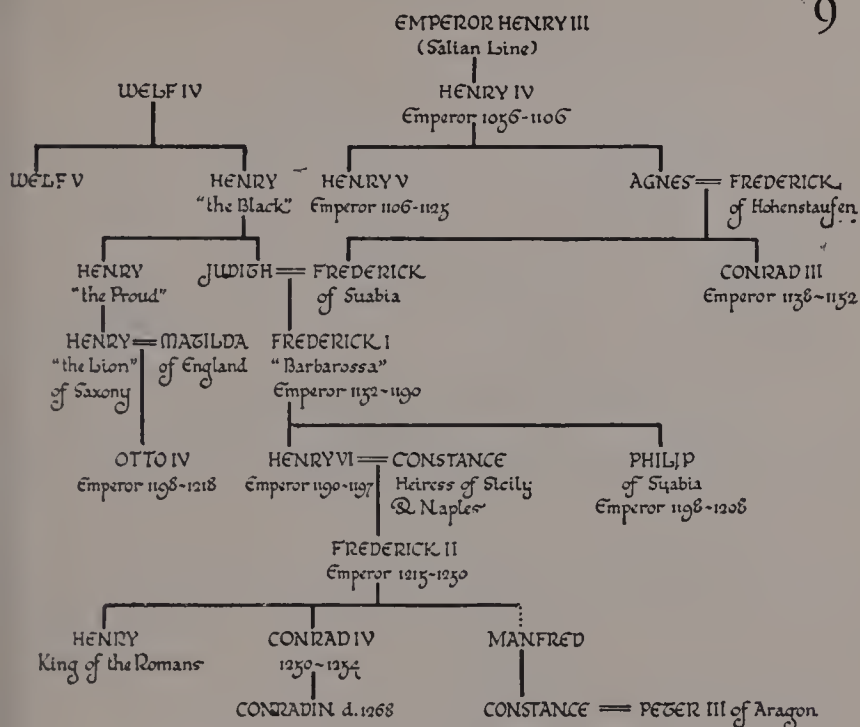 9
EMPEROR HENRY III
(Salian Line)
WELF IV
HENRY IV
Emperor 1056-1106
WELF V
HENRY
"the Black"
HENRY V
Emperor 1106-1125
AGNES = FREDERICK
of Hohenstaufen
HENRY
"the Proud"
JUDITH = FREDERICK
of Suabia
CONRAD III
Emperor 1138-1152
HENRY = MATILDA
"the Lion" of England
of Saxony
FREDERICK I
"Barbarossa"
Emperor 1152-1190
OTTO IV
Emperor 1198-1218
HENRY VI = CONSTANCE
Emperor 1190-1197 Heiress of Sicily
& Naples
PHILIP
of Suabia
Emperor 1198-1208
FREDERICK II
Emperor 1215-1250
HENRY
King of the Romans
CONRAD IV
1250-1254
MANFRED
CONRADIN d. 1268
CONSTANCE = PETER III of Aragon